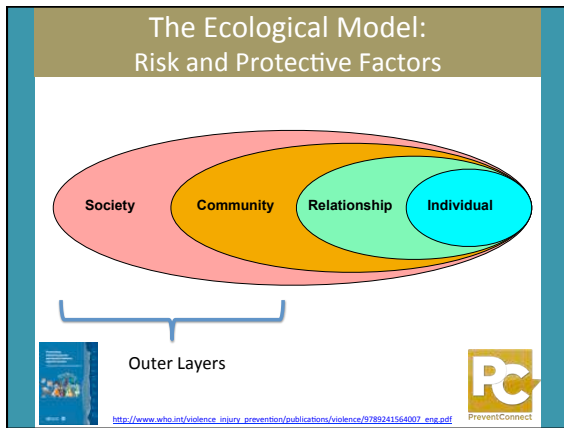 The Ecological Model:
Risk and Protective Factors
Society Community Relationship Individual
Outer Layers
PC
PreventConnect
http://www.who.int/violence_injury_prevention/publications/violence/9789241564007_eng.pdf